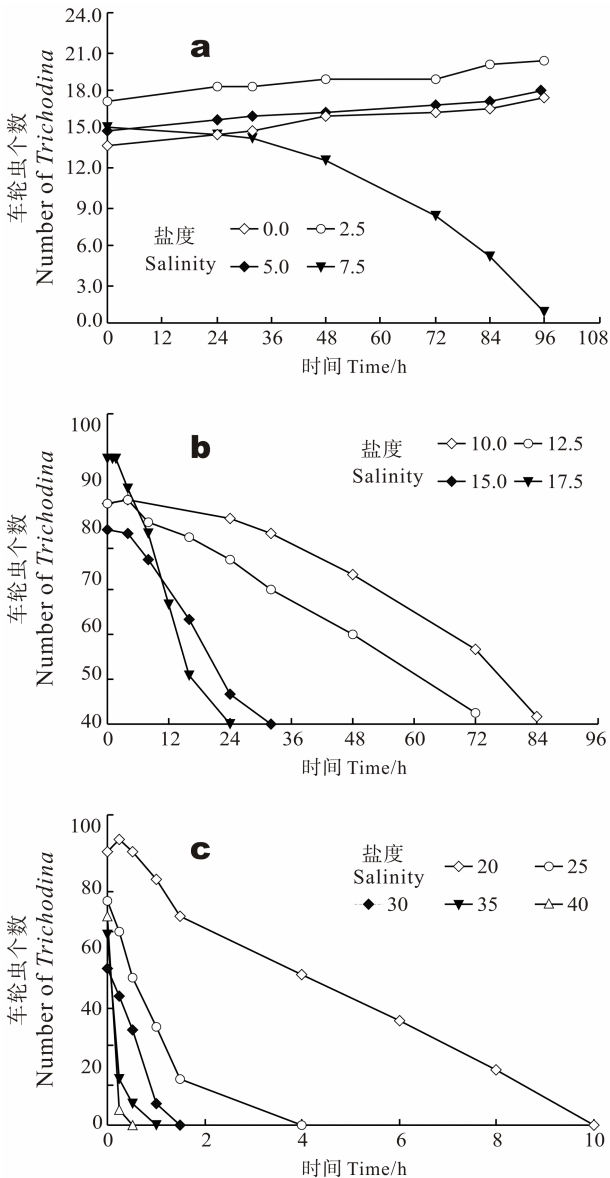 24.0
21.0
18.0
15.0
12.0
9.0
6.0
3.0
0.0
车轮虫个数
Number of Trichodina
a
盐度
Salinity
0.0 2.5
5.0 7.5
0 12 24 36 48 60 72 84 96 108
时间 Time/h
100
90
80
70
60
50
40
车轮虫个数
Number of Trichodina
b
盐度
Salinity
10.0 12.5
15.0 17.5
0 12 24 36 48 60 72 84 96
时间 Time/h
100
80
60
40
20
0
车轮虫个数
Number of Trichodina
c
盐度
Salinity
20 25
30 35 40
0 2 4 6 8 10
时间 Time/h